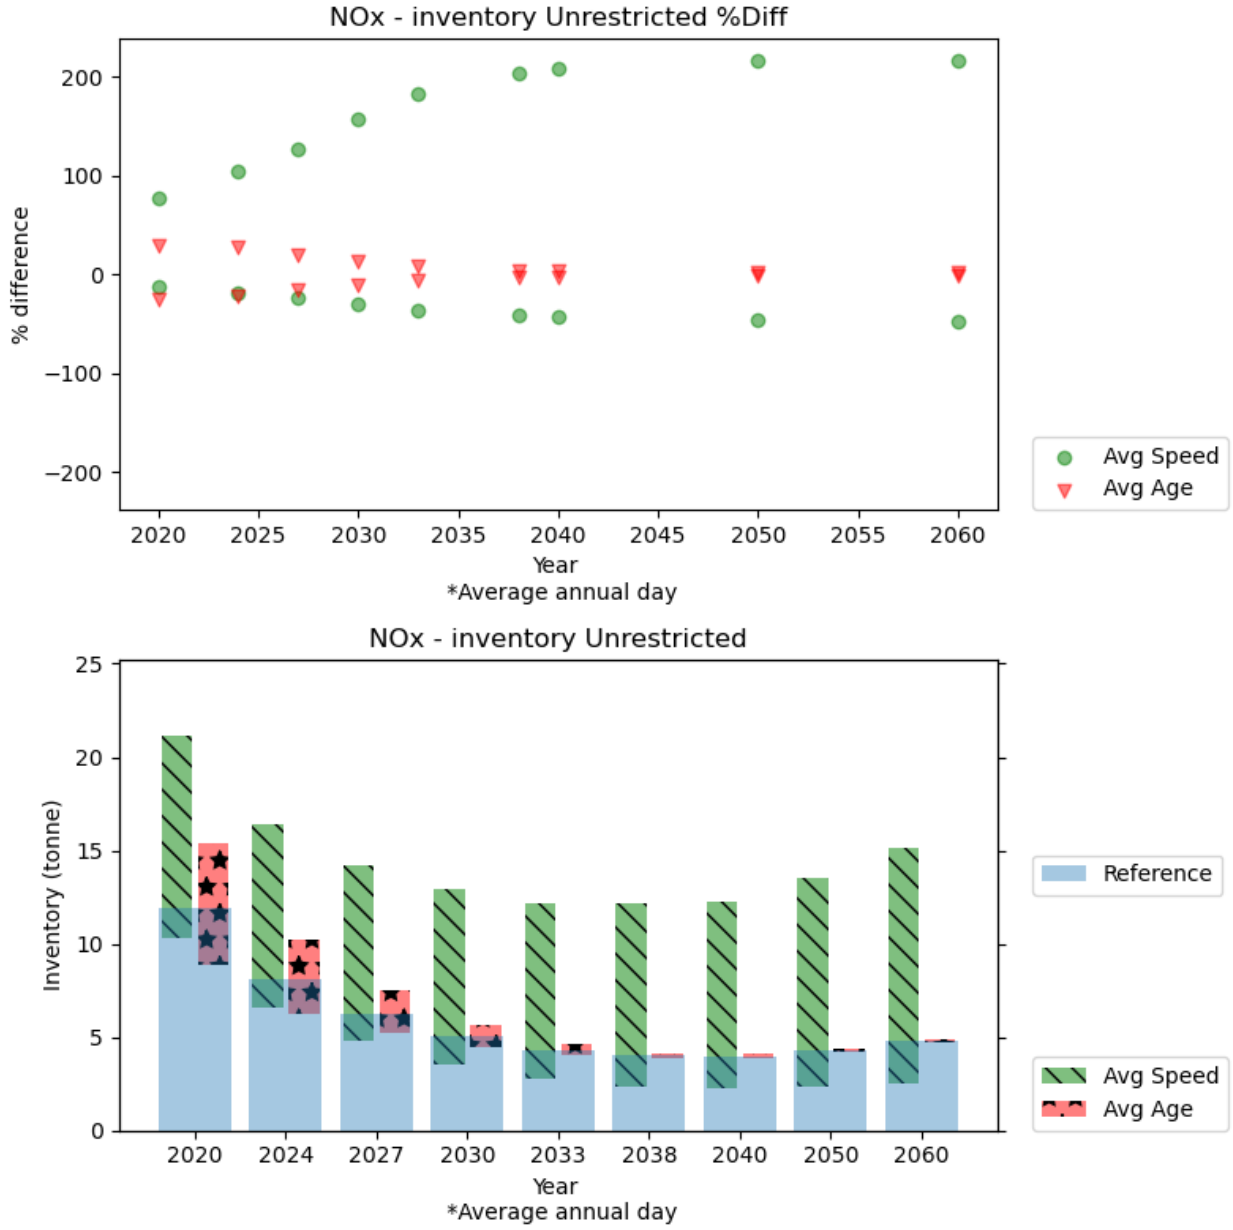 NOx - inventory Unrestricted %Diff
% difference
200
100
0
−100
−200
2020 2025 2030 2035 2040 2045 2050 2055 2060
Year
*Average annual day
Avg Speed
Avg Age
NOx - inventory Unrestricted
Inventory (tonne)
25
20
15
10
5
0
2020 2024 2027 2030 2033 2038 2040 2050 2060
Year
*Average annual day
Reference
Avg Speed
Avg Age